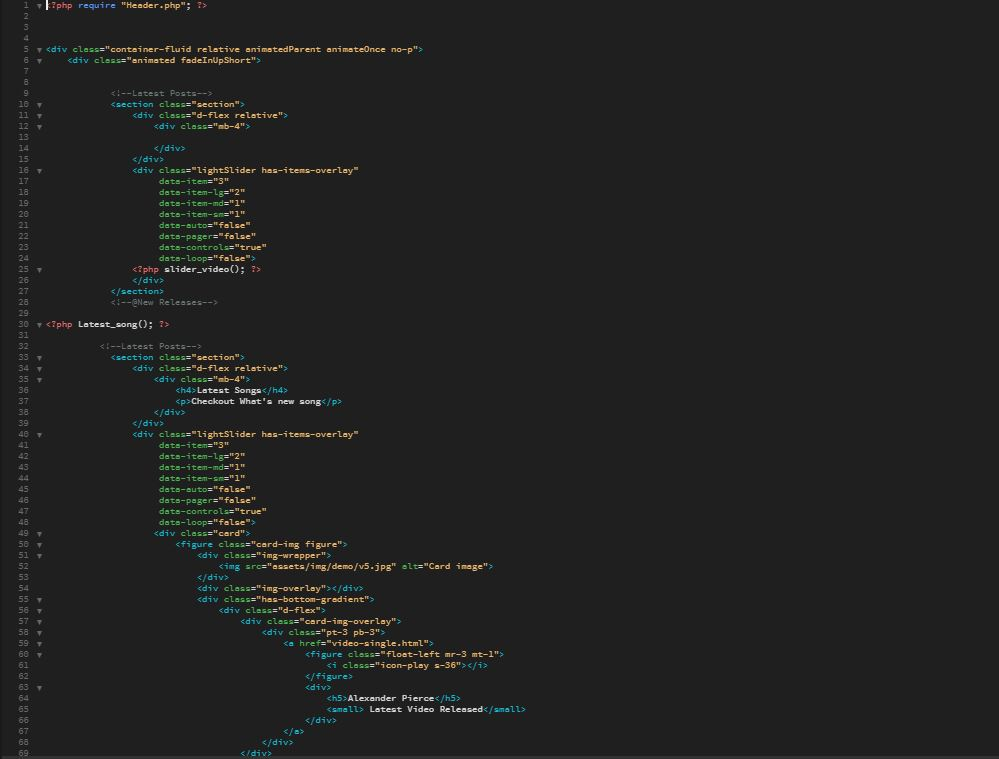 1 <?php require "Header.php"; ?>
2
3
4
5 <div class="container-fluid relative animatedParent animateOnce no-p">
6 <div class="animated fadeInUpShort">
7
8
9 <!--Latest Posts-->
10 <section class="section">
11 <div class="d-flex relative">
12 <div class="mb-4">
13
14 </div>
15 </div>
16 <div class="lightSlider has-items-overlay"
17 data-item="3"
18 data-item-lg="2"
19 data-item-md="1"
20 data-item-sm="1"
21 data-auto="false"
22 data-pager="false"
23 data-controls="true"
24 data-loop="false">
25 <?php slider_video(); ?>
26 </div>
27 </section>
28 <!--@New Releases-->
29
30 <?php Latest_song(); ?>
31
32 <!--Latest Posts-->
33 <section class="section">
34 <div class="d-flex relative">
35 <div class="mb-4">
36 <h4>Latest Songs</h4>
37 <p>Checkout What's new song</p>
38 </div>
39 </div>
40 <div class="lightSlider has-items-overlay"
41 data-item="3"
42 data-item-lg="2"
43 data-item-md="1"
44 data-item-sm="1"
45 data-auto="false"
46 data-pager="false"
47 data-controls="true"
48 data-loop="false">
49 <div class="card">
50 <figure class="card-img figure">
51 <div class="img-wrapper">
52 <img src="assets/img/demo/v5.jpg" alt="Card image">
53 </div>
54 <div class="img-overlay"></div>
55 <div class="has-bottom-gradient">
56 <div class="d-flex">
57 <div class="card-img-overlay">
58 <div class="pt-3 pb-3">
59 <a href="video-single.html">
60 <figure class="float-left mr-3 mt-1">
61 <i class="icon-play s-36"></i>
62 </figure>
63 <div>
64 <h5>Alexander Pierce</h5>
65 <small> Latest Video Released</small>
66 </div>
67 </a>
68 </div>
69 </div>